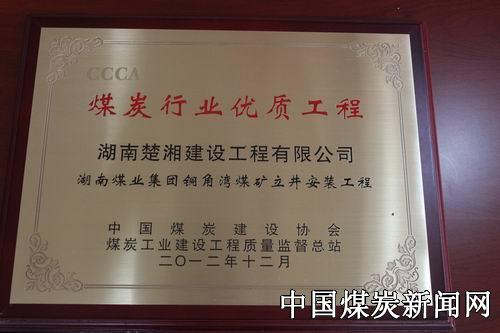 CCCA
煤炭行业优质工程
湖南楚湘建设工程有限公司
湖南煤业集团铜角湾煤矿立井安装工程
中国煤炭建设协会
煤炭工业建设工程质量监督总站
二〇一二年十二月
中国煤炭新闻网